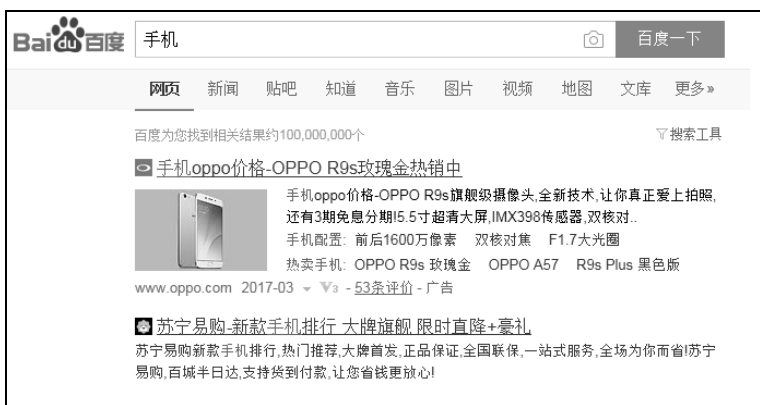 Bai du 百度 手机 百度一下
网页 新闻 贴吧 知道 音乐 图片 视频 地图 文库 更多»
百度为您找到相关结果约100,000,000个 搜索工具
手机oppo价格-OPPO R9s玫瑰金热销中
手机oppo价格-OPPO R9s旗舰级摄像头,全新技术,让你真正爱上拍照,
还有3期免息分期!5.5寸超清大屏,IMX398传感器,双核对..
手机配置: 前后1600万像素 双核对焦 F1.7大光圈
热卖手机: OPPO R9s 玫瑰金 OPPO A57 R9s Plus 黑色版
www.oppo.com 2017-03 V3 - 53条评价 - 广告
苏宁易购-新款手机排行 大牌旗舰 限时直降+豪礼
苏宁易购新款手机排行,热门推荐,大牌首发,正品保证,全国联保,一站式服务,全场为你而省!苏宁
易购,百城半日达,支持货到付款,让您省钱更放心!